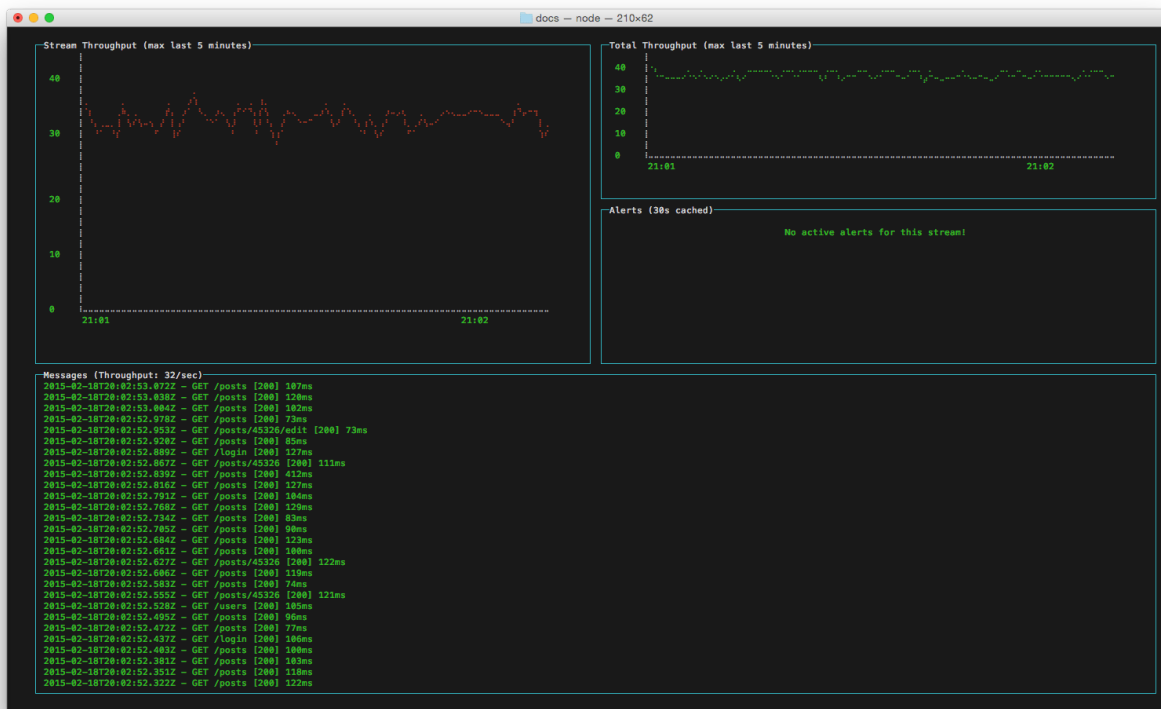 docs — node — 210×62
Stream Throughput (max last 5 minutes)
40
30
20
10
0
21:01 21:02
Total Throughput (max last 5 minutes)
40
30
20
10
0
21:01 21:02
Alerts (30s cached)
No active alerts for this stream!
Messages (Throughput: 32/sec)
2015-02-18T20:02:53.072Z - GET /posts [200] 107ms
2015-02-18T20:02:53.038Z - GET /posts [200] 120ms
2015-02-18T20:02:53.004Z - GET /posts [200] 102ms
2015-02-18T20:02:52.978Z - GET /posts [200] 73ms
2015-02-18T20:02:52.953Z - GET /posts/45326/edit [200] 73ms
2015-02-18T20:02:52.920Z - GET /posts [200] 85ms
2015-02-18T20:02:52.889Z - GET /login [200] 127ms
2015-02-18T20:02:52.867Z - GET /posts/45326 [200] 111ms
2015-02-18T20:02:52.839Z - GET /posts [200] 412ms
2015-02-18T20:02:52.816Z - GET /posts [200] 127ms
2015-02-18T20:02:52.791Z - GET /posts [200] 104ms
2015-02-18T20:02:52.768Z - GET /posts [200] 129ms
2015-02-18T20:02:52.734Z - GET /posts [200] 83ms
2015-02-18T20:02:52.705Z - GET /posts [200] 90ms
2015-02-18T20:02:52.684Z - GET /posts [200] 123ms
2015-02-18T20:02:52.661Z - GET /posts [200] 100ms
2015-02-18T20:02:52.627Z - GET /posts/45326 [200] 122ms
2015-02-18T20:02:52.606Z - GET /posts [200] 119ms
2015-02-18T20:02:52.583Z - GET /posts [200] 74ms
2015-02-18T20:02:52.555Z - GET /posts/45326 [200] 121ms
2015-02-18T20:02:52.528Z - GET /users [200] 105ms
2015-02-18T20:02:52.495Z - GET /posts [200] 96ms
2015-02-18T20:02:52.472Z - GET /posts [200] 77ms
2015-02-18T20:02:52.437Z - GET /login [200] 106ms
2015-02-18T20:02:52.403Z - GET /posts [200] 100ms
2015-02-18T20:02:52.381Z - GET /posts [200] 103ms
2015-02-18T20:02:52.351Z - GET /posts [200] 118ms
2015-02-18T20:02:52.322Z - GET /posts [200] 122ms